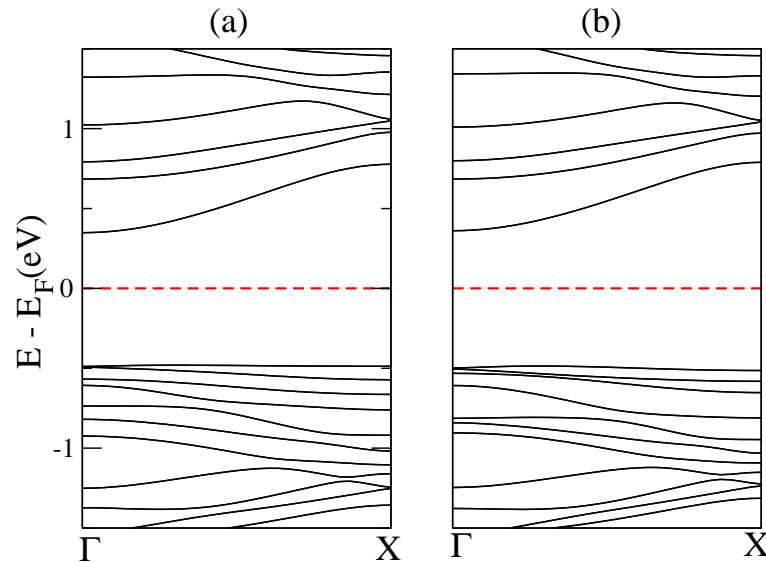 (a) (b)
E - E_F(eV)
1
0
-1
Γ X Γ X